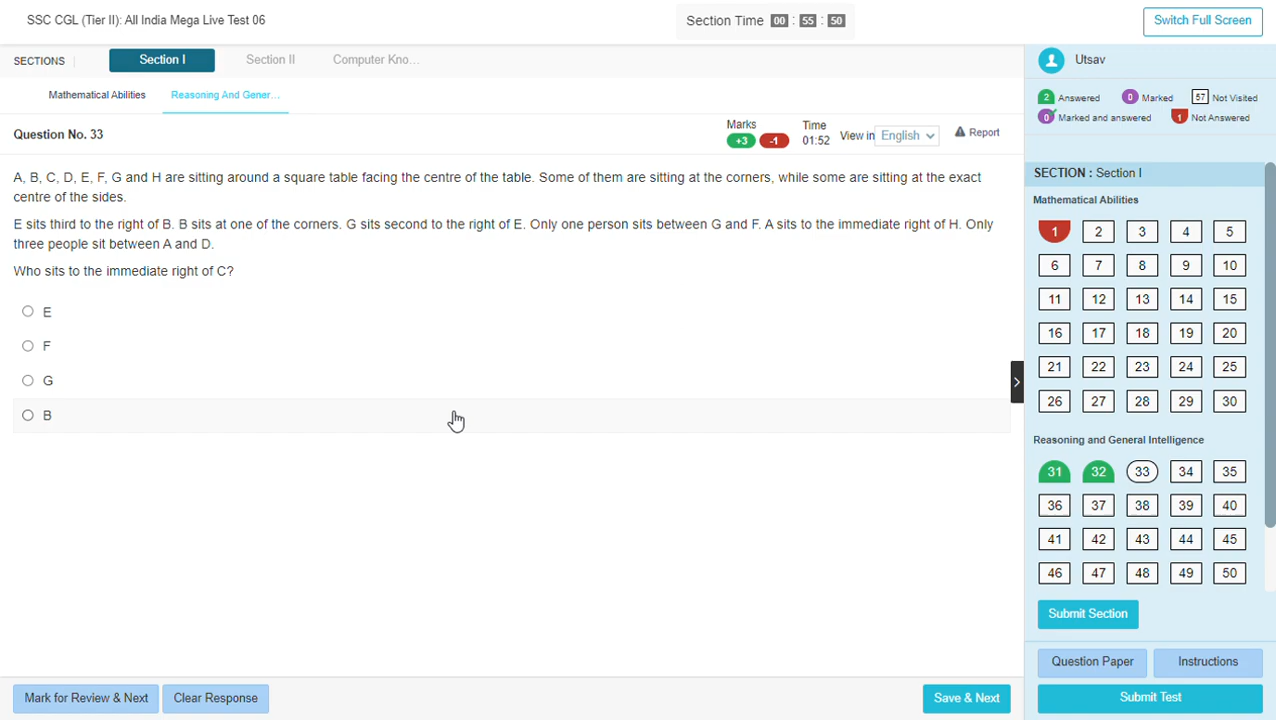 SSC CGL (Tier II): All India Mega Live Test 06
Section Time 00 : 55 : 50
Switch Full Screen
SECTIONS
Section I
Section II
Computer Kno...
Utsav
Mathematical Abilities
Reasoning And Gener...
2 Answered
0 Marked
57 Not Visited
0 Marked and answered
1 Not Answered
Question No. 33
Marks
+3 -1
Time
01:52
View in English
Report
A, B, C, D, E, F, G and H are sitting around a square table facing the centre of the table. Some of them are sitting at the corners, while some are sitting at the exact
centre of the sides.
E sits third to the right of B. B sits at one of the corners. G sits second to the right of E. Only one person sits between G and F. A sits to the immediate right of H. Only
three people sit between A and D.
Who sits to the immediate right of C?
E
F
G
B
SECTION : Section I
Mathematical Abilities
1 2 3 4 5
6 7 8 9 10
11 12 13 14 15
16 17 18 19 20
21 22 23 24 25
26 27 28 29 30
Reasoning and General Intelligence
31 32 33 34 35
36 37 38 39 40
41 42 43 44 45
46 47 48 49 50
Submit Section
Question Paper
Instructions
Mark for Review & Next
Clear Response
Save & Next
Submit Test